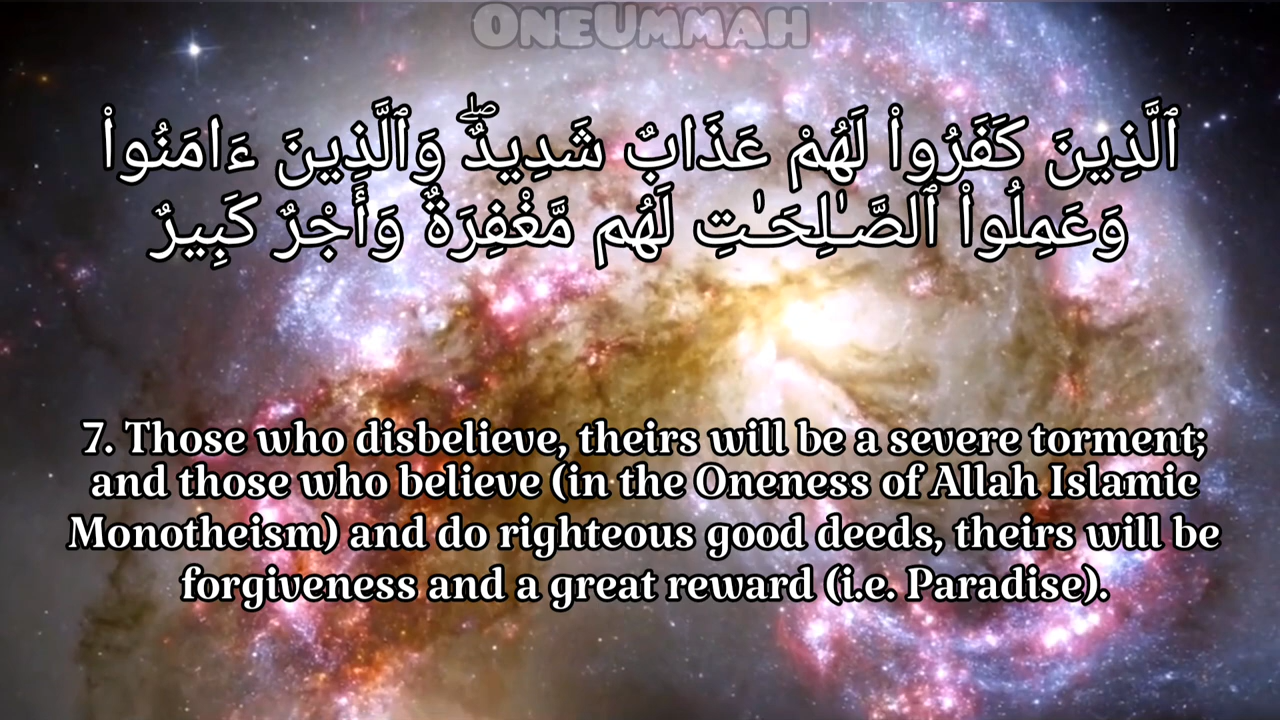 OneUmmah
ٱلَّذِينَ كَفَرُوا۟ لَهُمْ عَذَابٌ شَدِيدٌۖ وَٱلَّذِينَ ءَامَنُوا۟
وَعَمِلُوا۟ ٱلصَّـٰلِحَـٰتِ لَهُم مَّغْفِرَةٌ وَأَجْرٌ كَبِيرٌ
7. Those who disbelieve, theirs will be a severe torment;
and those who believe (in the Oneness of Allah Islamic
Monotheism) and do righteous good deeds, theirs will be
forgiveness and a great reward (i.e. Paradise).